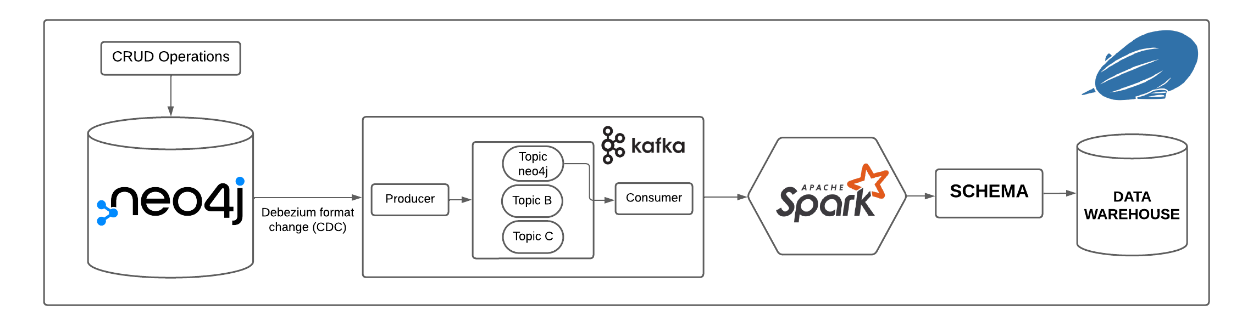 CRUD Operations
neo4j
Debezium format
change (CDC)
Producer
Topic
neo4j
Topic B
Topic C
kafka
Consumer
APACHE
Spark
SCHEMA
DATA
WAREHOUSE